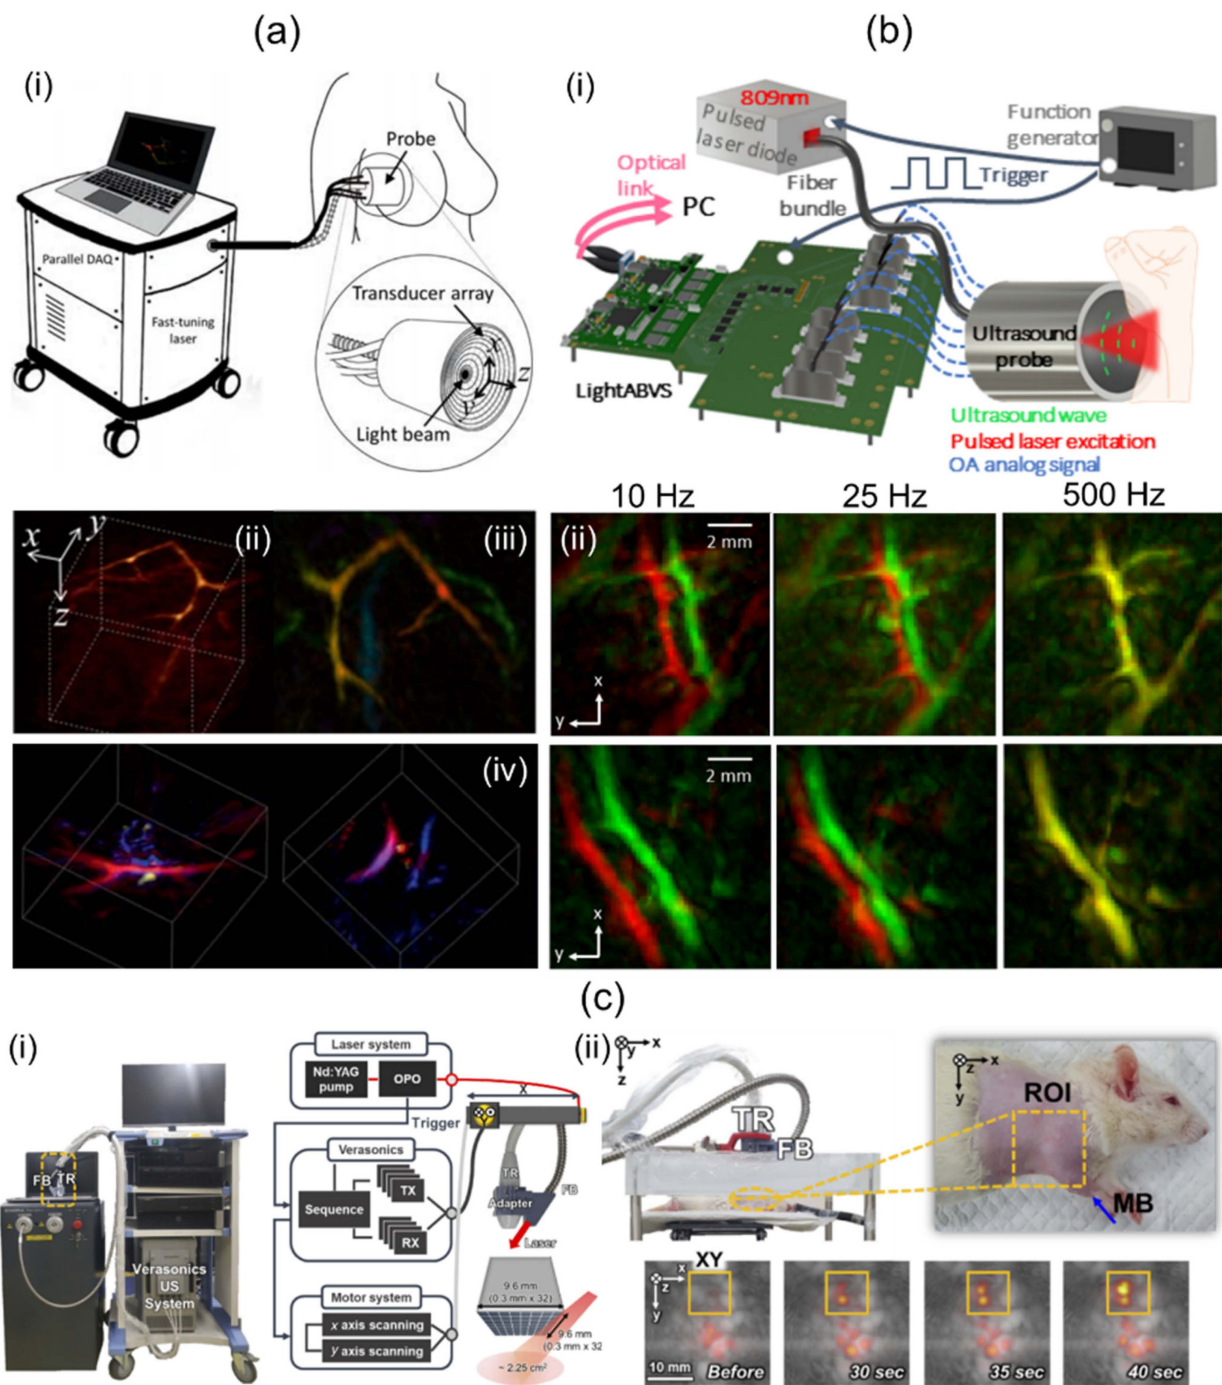 (a)
(i)
Probe
Parallel DAQ
Fast-tuning
laser
Transducer array
x
y
z
Light beam
(b)
(i)
809nm
Pulsed
laser diode
Function
generator
Trigger
Optical
link
PC
Fiber
bundle
LightABVS
Ultrasound
probe
Ultrasound wave
Pulsed laser excitation
OA analog signal
x
y
z
(ii)
(iii)
(iv)
10 Hz
25 Hz
500 Hz
(ii)
2 mm
x
y
2 mm
x
y
(c)
(i)
FB
TR
Verasonics
US
System
Laser system
Nd:YAG
pump
OPO
Trigger
X
Verasonics
Sequence
TX
RX
TR
Adapter
FB
Laser
Motor system
x axis scanning
y axis scanning
9.6 mm
(0.3 mm x 32)
9.6 mm
(0.3 mm x 32
~ 2.25 cm²
(ii)
y
x
z
TR
FB
z
x
y
ROI
MB
XY
z
x
y
10 mm
Before
30 sec
35 sec
40 sec